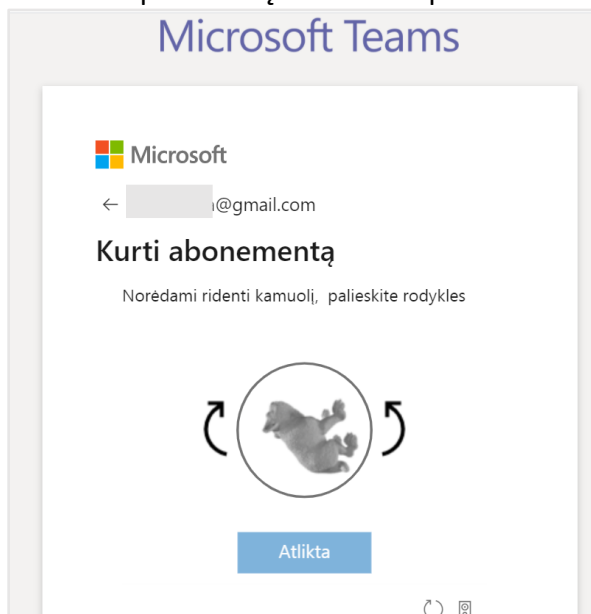 Microsoft Teams
Microsoft
@gmail.com
Kurti abonementą
Norėdami ridenti kamuolį, palieskite rodykles
Atlikta